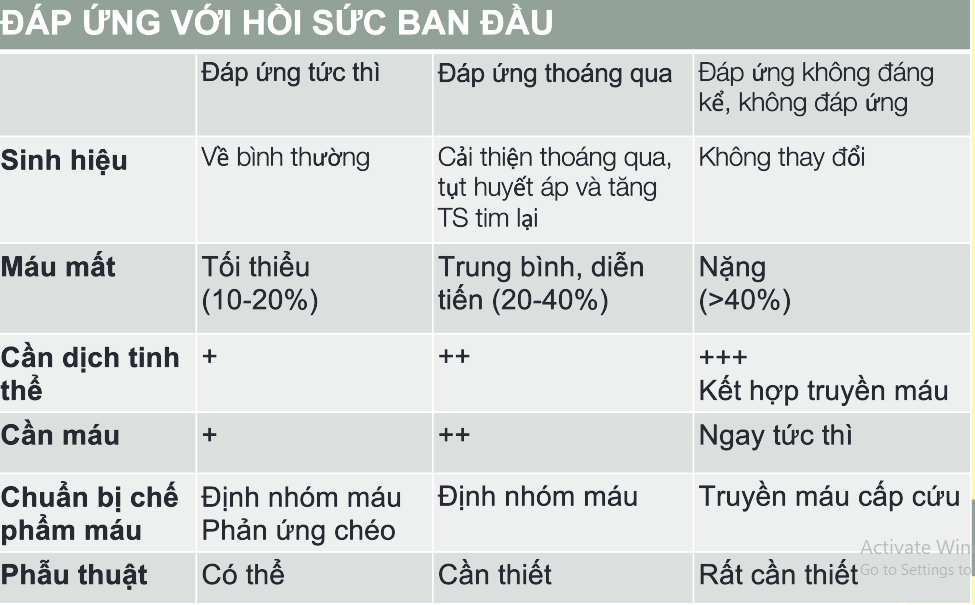 ĐÁP ỨNG VỚI HỒI SỨC BAN ĐẦU
Đáp ứng tức thì
Đáp ứng thoáng qua
Đáp ứng không đáng
kể, không đáp ứng
Sinh hiệu
Về bình thường
Cải thiện thoáng qua,
tụt huyết áp và tăng
TS tim lại
Không thay đổi
Máu mất
Tối thiểu
(10-20%)
Trung bình, diễn
tiến (20-40%)
Nặng
(>40%)
Cần dịch tinh
thể
+
++
+++
Kết hợp truyền máu
Cần máu
+
++
Ngay tức thì
Chuẩn bị chế
phẩm máu
Định nhóm máu
Phản ứng chéo
Định nhóm máu
Truyền máu cấp cứu
Phẫu thuật
Có thể
Cần thiết
Rất cần thiết
Activate Win
Go to Settings to